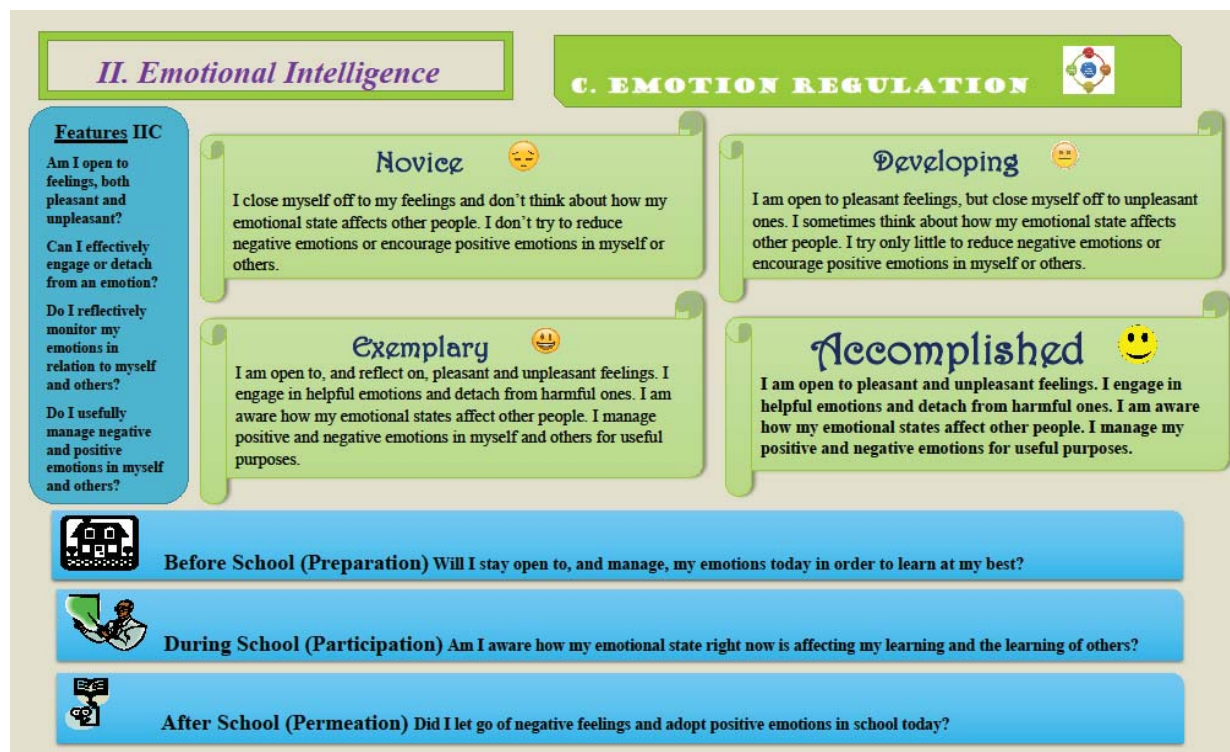 II. Emotional Intelligence
C. EMOTION REGULATION
Features IIC
Am I open to
feelings, both
pleasant and
unpleasant?
Can I effectively
engage or detach
from an emotion?
Do I reflectively
monitor my
emotions in
relation to myself
and others?
Do I usefully
manage negative
and positive
emotions in myself
and others?
Novice
I close myself off to my feelings and don't think about how my
emotional state affects other people. I don't try to reduce
negative emotions or encourage positive emotions in myself or
others.
Developing
I am open to pleasant feelings, but close myself off to unpleasant
ones. I sometimes think about how my emotional state affects
other people. I try only little to reduce negative emotions or
encourage positive emotions in myself or others.
Exemplary
I am open to, and reflect on, pleasant and unpleasant feelings. I
engage in helpful emotions and detach from harmful ones. I am
aware how my emotional states affect other people. I manage
positive and negative emotions in myself and others for useful
purposes.
Accomplished
I am open to pleasant and unpleasant feelings. I engage in
helpful emotions and detach from harmful ones. I am aware
how my emotional states affect other people. I manage my
positive and negative emotions for useful purposes.
Before School (Preparation) Will I stay open to, and manage, my emotions today in order to learn at my best?
During School (Participation) Am I aware how my emotional state right now is affecting my learning and the learning of others?
After School (Permeation) Did I let go of negative feelings and adopt positive emotions in school today?